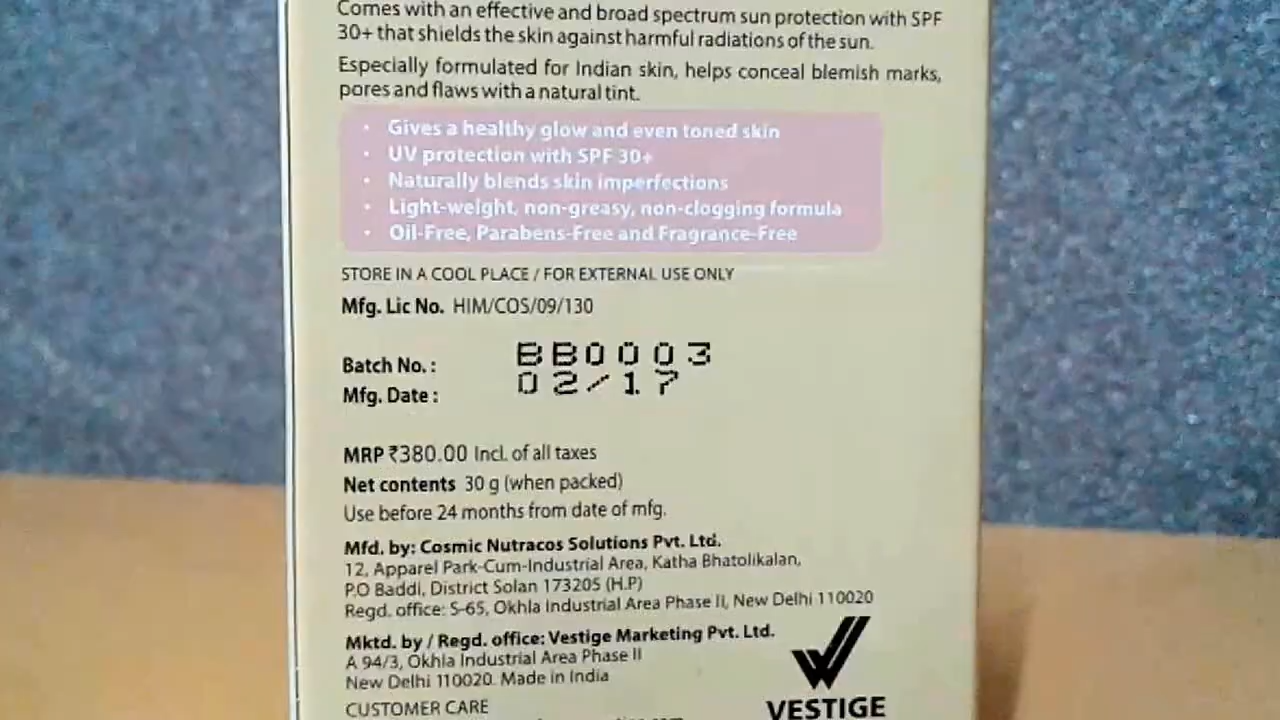 Comes with an effective and broad spectrum sun protection with SPF
30+ that shields the skin against harmful radiations of the sun.
Especially formulated for Indian skin, helps conceal blemish marks,
pores and flaws with a natural tint.
• Gives a healthy glow and even toned skin
• UV protection with SPF 30+
• Naturally blends skin imperfections
• Light-weight, non-greasy, non-clogging formula
• Oil-Free, Parabens-Free and Fragrance-Free
STORE IN A COOL PLACE / FOR EXTERNAL USE ONLY
Mfg. Lic No. HIM/COS/09/130
Batch No. : BB0003
Mfg. Date : 02/17
MRP ₹380.00 Incl. of all taxes
Net contents 30 g (when packed)
Use before 24 months from date of mfg.
Mfd. by: Cosmic Nutracos Solutions Pvt. Ltd.
12, Apparel Park-Cum-Industrial Area, Katha Bhatolikalan,
P.O Baddi, District Solan 173205 (H.P)
Regd. office: S-65, Okhla Industrial Area Phase II, New Delhi 110020
Mktd. by / Regd. office: Vestige Marketing Pvt. Ltd.
A 94/3, Okhla Industrial Area Phase II
New Delhi 110020. Made in India
VESTIGE
CUSTOMER CARE